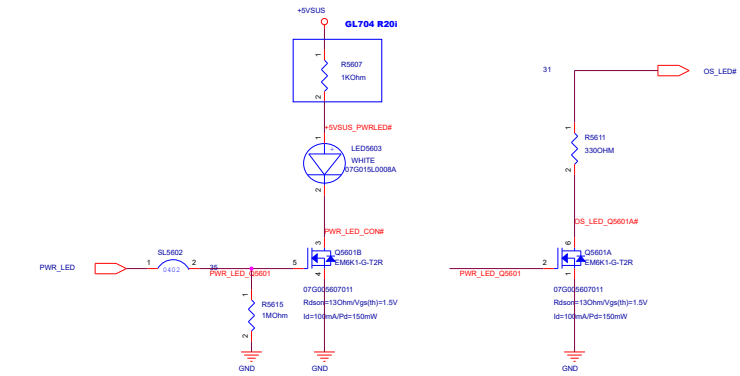 +5VSUS
GL704 R20i
1
R5607
1KOhm
2
+5VSUS_PWRLED#
1
+
LED5603
WHITE
07G015L0008A
2
PWR_LED_CON#
3
Q5601B
EM6K1-G-T2R
5
4
PWR_LED
1
SL5602
2
0402
35
PWR_LED_Q5601
1
R5615
1MOhm
2
GND
07G005607011
Rdson=13Ohm/Vgs(th)=1.5V
Id=100mA/Pd=150mW
GND
31
OS_LED#
1
R5611
330OHM
2
OS_LED_Q5601A#
6
Q5601A
EM6K1-G-T2R
2
PWR_LED_Q5601
1
07G005607011
Rdson=13Ohm/Vgs(th)=1.5V
Id=100mA/Pd=150mW
GND